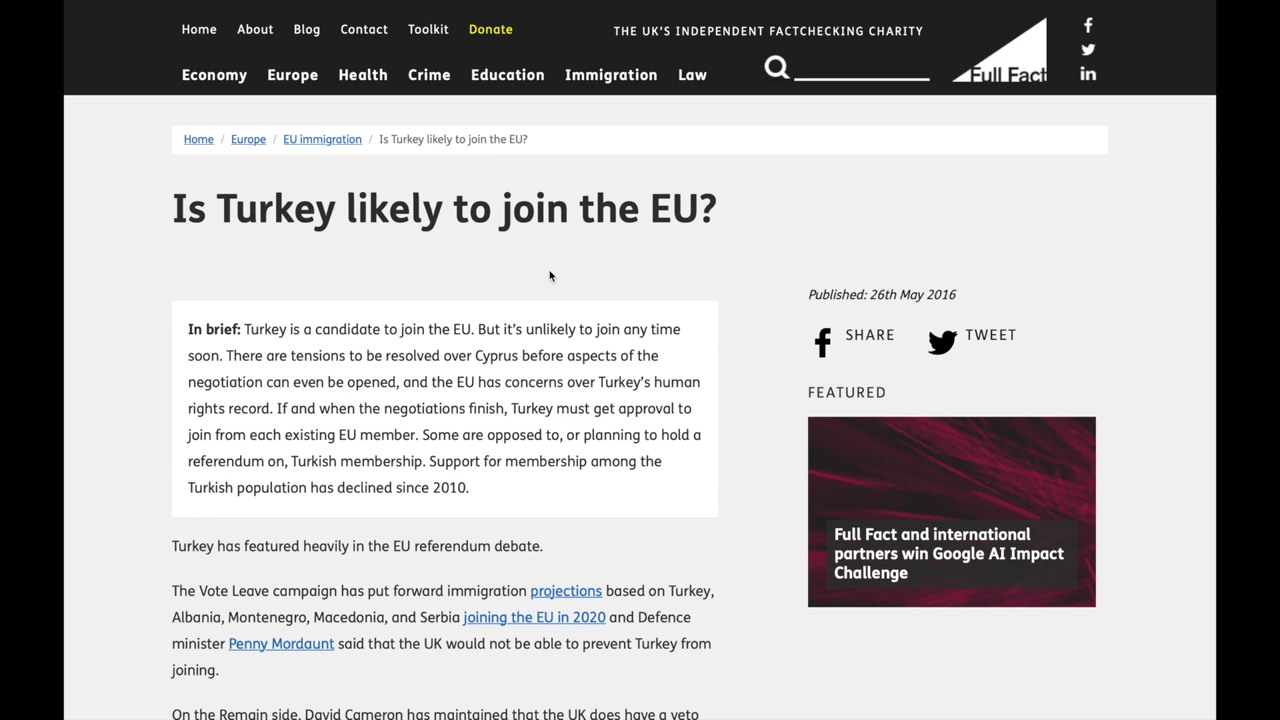 Home About Blog Contact Toolkit Donate
THE UK'S INDEPENDENT FACTCHECKING CHARITY
Economy Europe Health Crime Education Immigration Law
Full Fact
Home / Europe / EU immigration / Is Turkey likely to join the EU?
Is Turkey likely to join the EU?
In brief: Turkey is a candidate to join the EU. But it's unlikely to join any time
soon. There are tensions to be resolved over Cyprus before aspects of the
negotiation can even be opened, and the EU has concerns over Turkey's human
rights record. If and when the negotiations finish, Turkey must get approval to
join from each existing EU member. Some are opposed to, or planning to hold a
referendum on, Turkish membership. Support for membership among the
Turkish population has declined since 2010.
Turkey has featured heavily in the EU referendum debate.
The Vote Leave campaign has put forward immigration projections based on Turkey,
Albania, Montenegro, Macedonia, and Serbia joining the EU in 2020 and Defence
minister Penny Mordaunt said that the UK would not be able to prevent Turkey from
joining.
On the Remain side, David Cameron has maintained that the UK does have a veto
Published: 26th May 2016
SHARE TWEET
FEATURED
Full Fact and international
partners win Google AI Impact
Challenge